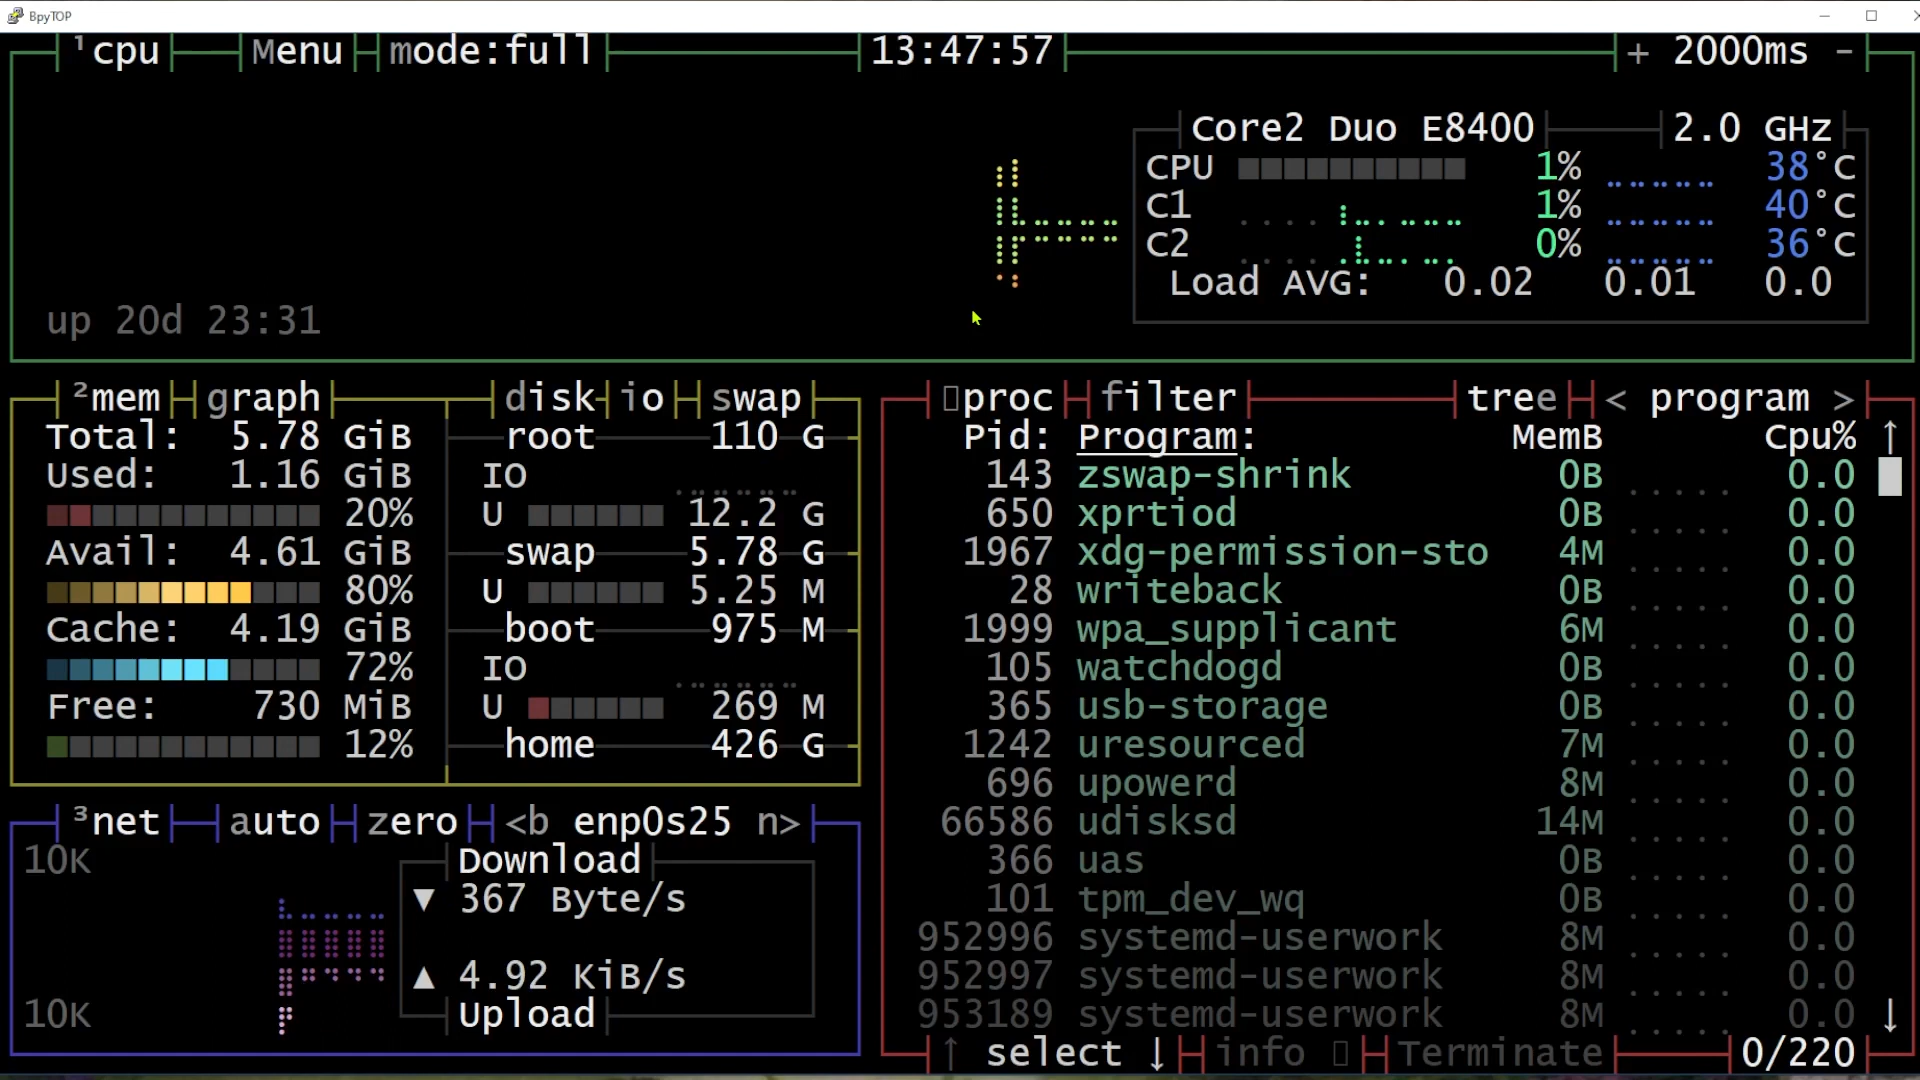 BpyTOP
¹cpu Menu mode:full 13:47:57 + 2000ms -
Core2 Duo E8400 2.0 GHz
CPU 1% 38°C
C1 1% 40°C
C2 0% 36°C
Load AVG: 0.02 0.01 0.0
up 20d 23:31
²mem graph disk io swap
Total: 5.78 GiB
Used: 1.16 GiB
20%
Avail: 4.61 GiB
80%
Cache: 4.19 GiB
72%
Free: 730 MiB
12%
root 110 G
IO
U 12.2 G
swap 5.78 G
U 5.25 M
boot 975 M
IO
U 269 M
home 426 G
³net auto zero <b enp0s25 n>
10K
Download
▼ 367 Byte/s
▲ 4.92 KiB/s
Upload
10K
proc filter tree < program >
Pid: Program: MemB Cpu% ↑
143 zswap-shrink 0B 0.0
650 xprtiod 0B 0.0
1967 xdg-permission-sto 4M 0.0
28 writeback 0B 0.0
1999 wpa_supplicant 6M 0.0
105 watchdogd 0B 0.0
365 usb-storage 0B 0.0
1242 uresourced 7M 0.0
696 upowerd 8M 0.0
66586 udisksd 14M 0.0
366 uas 0B 0.0
101 tpm_dev_wq 0B 0.0
952996 systemd-userwork 8M 0.0
952997 systemd-userwork 8M 0.0
953189 systemd-userwork 8M 0.0 ↓
↑ select ↓ info Terminate 0/220